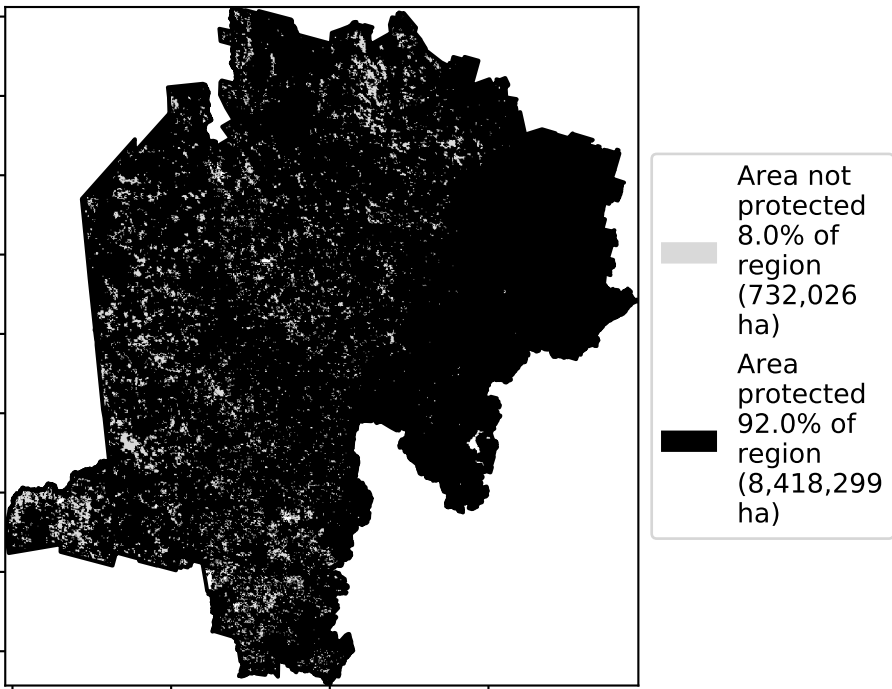 Area not
protected
8.0% of
region
(732,026
ha)
Area
protected
92.0% of
region
(8,418,299
ha)